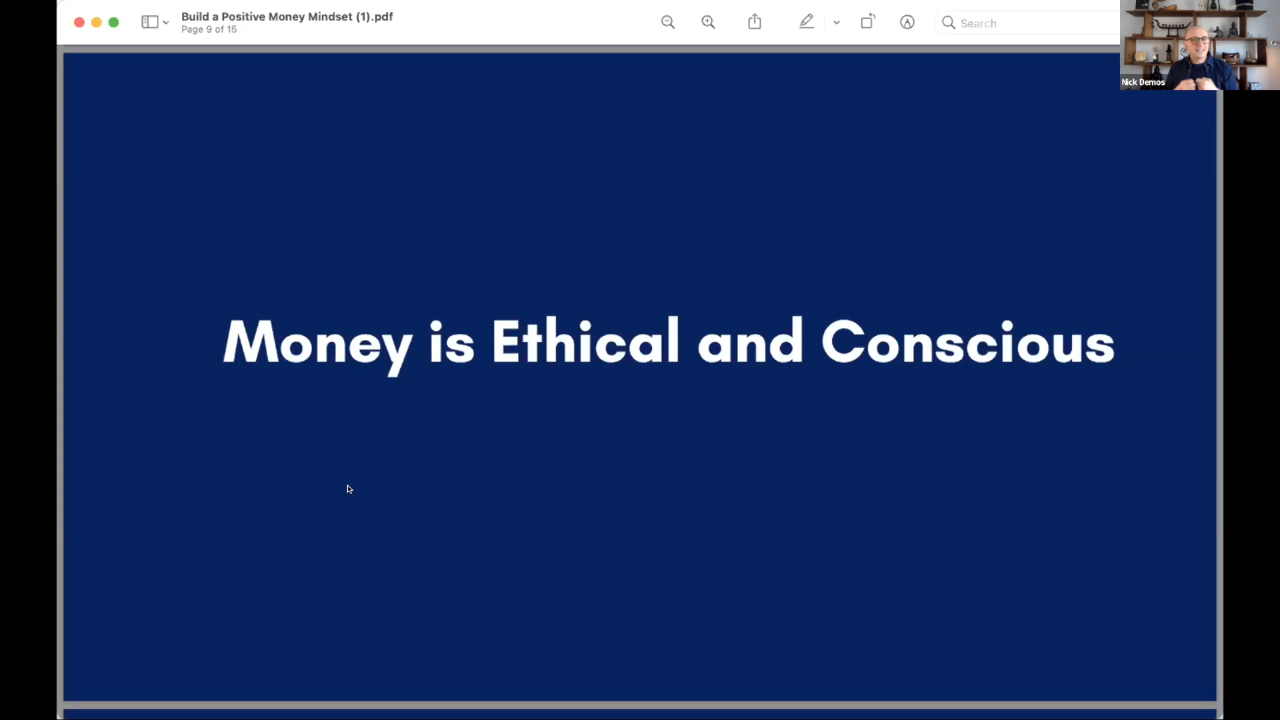 Build a Positive Money Mindset (1).pdf
Page 9 of 15
Search
Nick Demos
Money is Ethical and Conscious